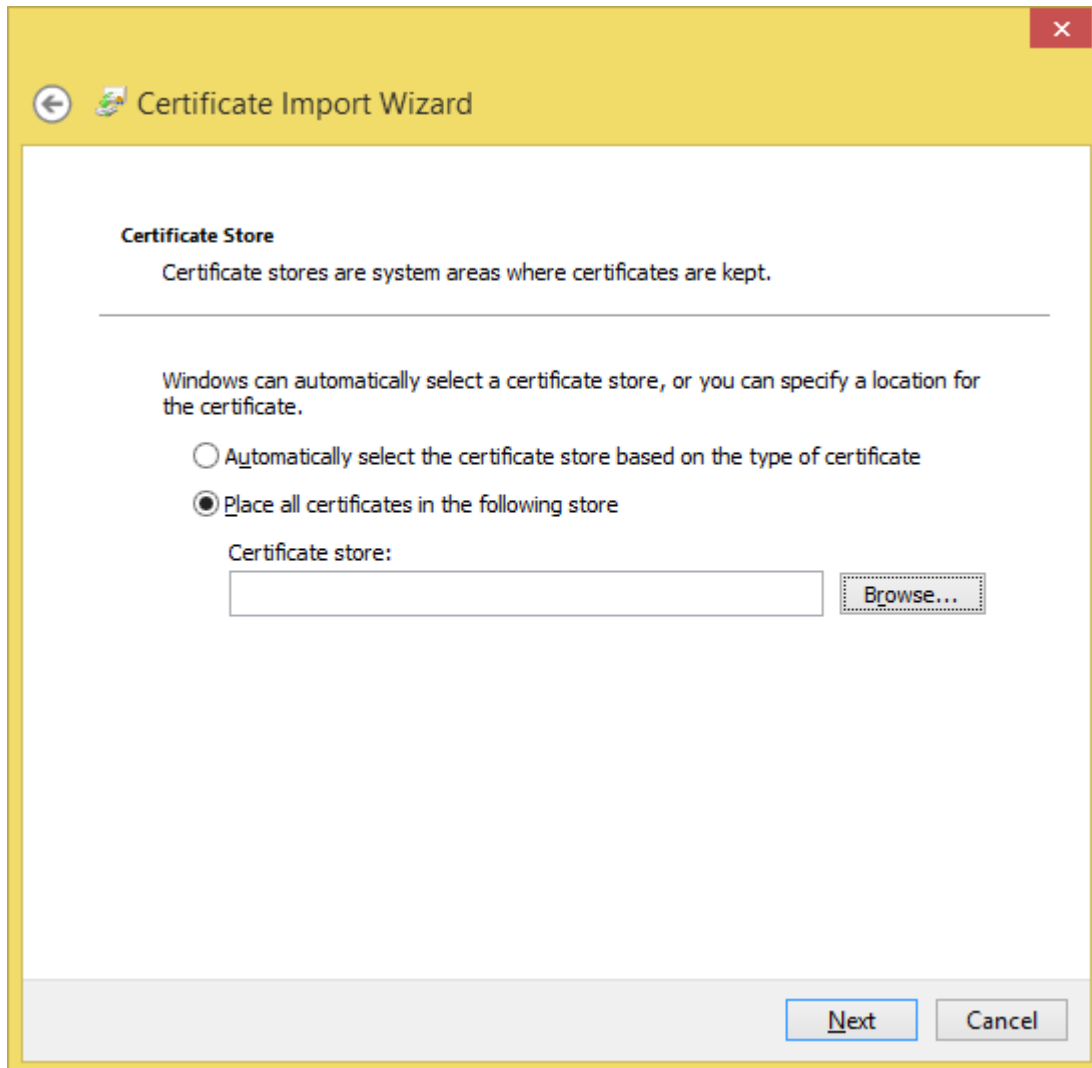 Certificate Import Wizard
Certificate Store
Certificate stores are system areas where certificates are kept.
Windows can automatically select a certificate store, or you can specify a location for
the certificate.
Automatically select the certificate store based on the type of certificate
Place all certificates in the following store
Certificate store:
Browse...
Next
Cancel